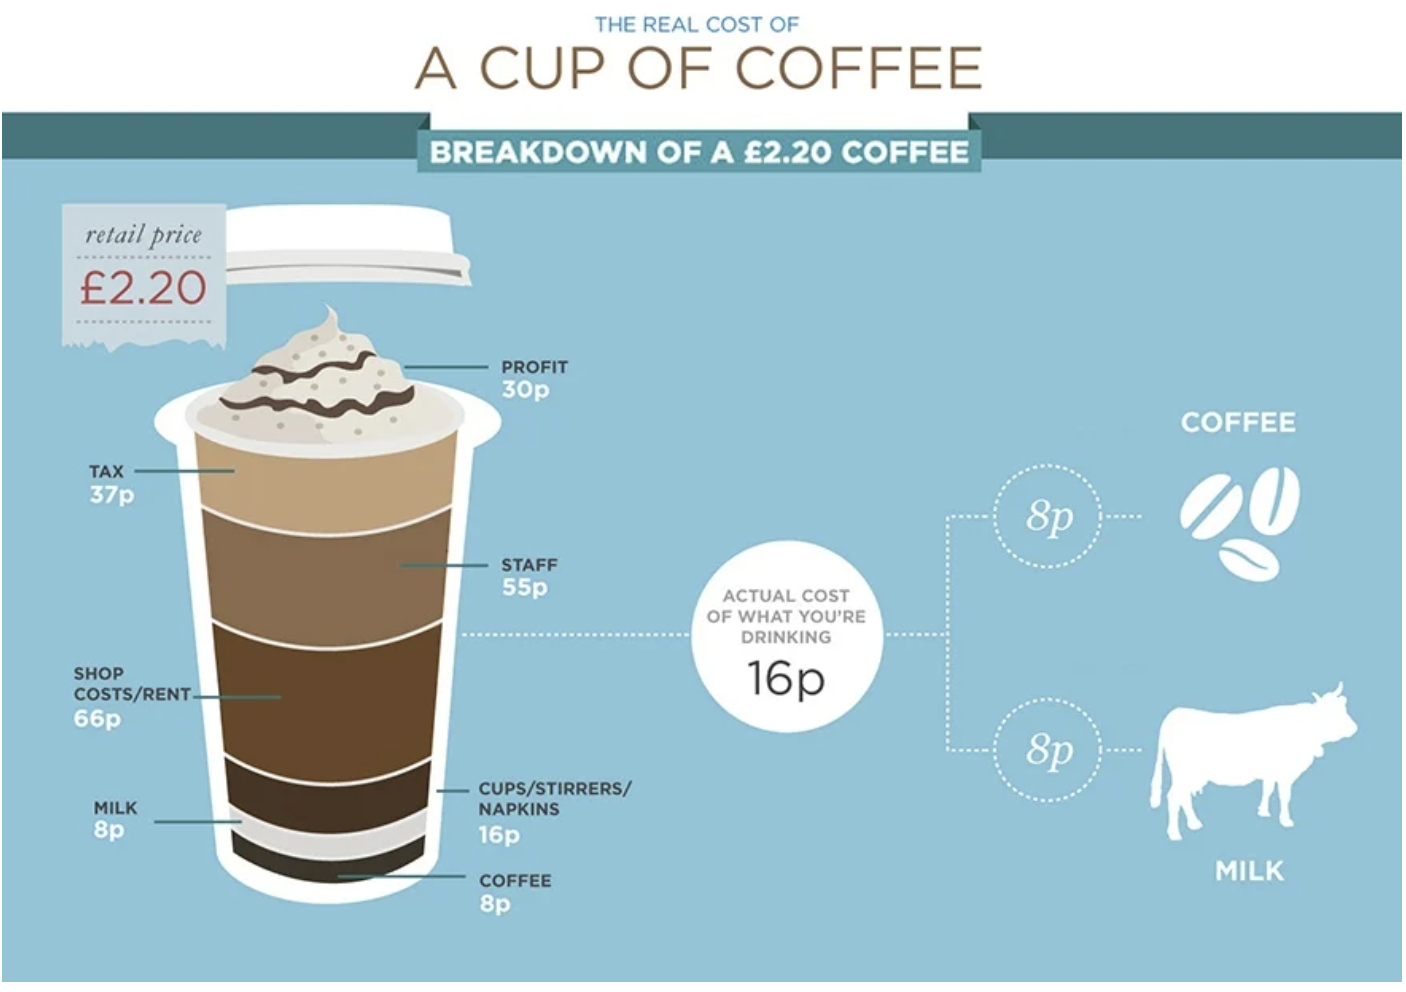 THE REAL COST OF
A CUP OF COFFEE
BREAKDOWN OF A £2.20 COFFEE
retail price
£2.20
PROFIT
30p
TAX
37p
STAFF
55p
SHOP
COSTS/RENT
66p
MILK
8p
CUPS/STIRRERS/
NAPKINS
16p
COFFEE
8p
ACTUAL COST
OF WHAT YOU'RE
DRINKING
16p
COFFEE
8p
8p
MILK